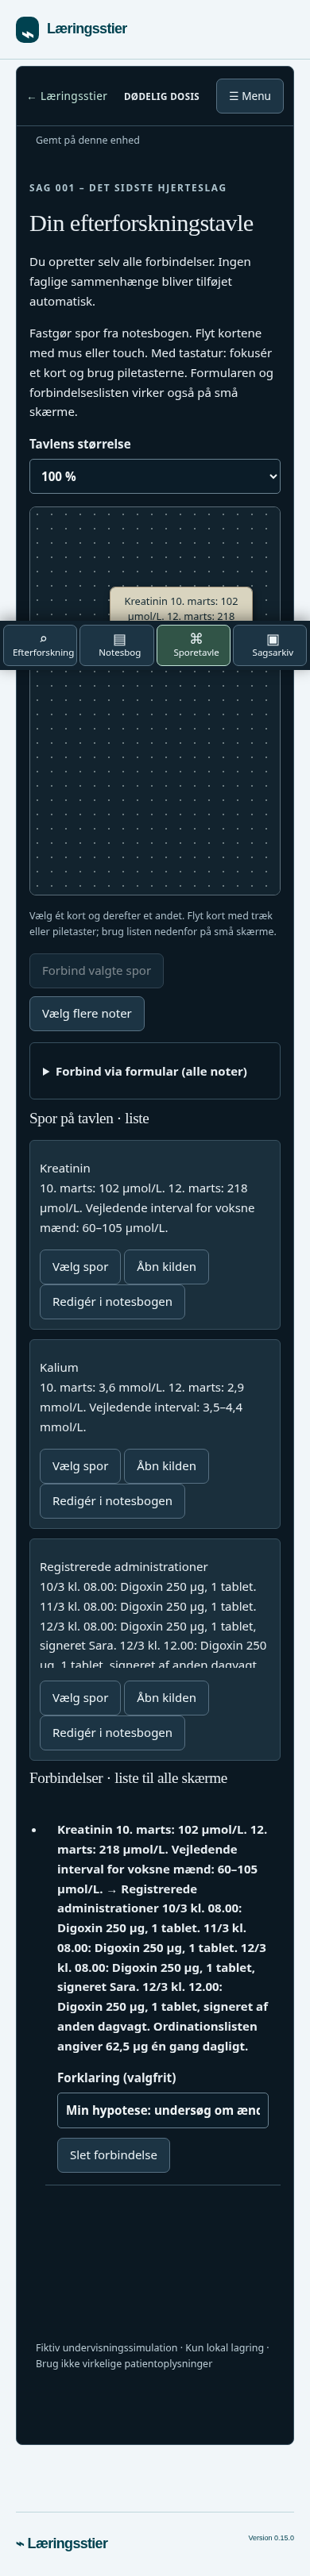 Læringsstier
← Læringsstier
DØDELIG DOSIS
☰ Menu
Gemt på denne enhed
SAG 001 – DET SIDSTE HJERTESLAG
Din efterforskningstavle
Du opretter selv alle forbindelser. Ingen
faglige sammenhænge bliver tilføjet
automatisk.
Fastgør spor fra notesbogen. Flyt kortene
med mus eller touch. Med tastatur: fokusér
et kort og brug piletasterne. Formularen og
forbindelseslisten virker også på små
skærme.
Tavlens størrelse
100 %
Kreatinin 10. marts: 102
µmol/L. 12. marts: 218
Efterforskning
Notesbog
Sporetavle
Sagsarkiv
Vælg ét kort og derefter et andet. Flyt kort med træk
eller piletaster; brug listen nedenfor på små skærme.
Forbind valgte spor
Vælg flere noter
▶ Forbind via formular (alle noter)
Spor på tavlen · liste
Kreatinin
10. marts: 102 µmol/L. 12. marts: 218
µmol/L. Vejledende interval for voksne
mænd: 60–105 µmol/L.
Vælg spor
Åbn kilden
Redigér i notesbogen
Kalium
10. marts: 3,6 mmol/L. 12. marts: 2,9
mmol/L. Vejledende interval: 3,5–4,4
mmol/L.
Vælg spor
Åbn kilden
Redigér i notesbogen
Registrerede administrationer
10/3 kl. 08.00: Digoxin 250 µg, 1 tablet.
11/3 kl. 08.00: Digoxin 250 µg, 1 tablet.
12/3 kl. 08.00: Digoxin 250 µg, 1 tablet,
signeret Sara. 12/3 kl. 12.00: Digoxin 250
µg, 1 tablet, signeret af anden dagvagt.
Vælg spor
Åbn kilden
Redigér i notesbogen
Forbindelser · liste til alle skærme
• Kreatinin 10. marts: 102 µmol/L. 12.
marts: 218 µmol/L. Vejledende
interval for voksne mænd: 60–105
µmol/L. → Registrerede
administrationer 10/3 kl. 08.00:
Digoxin 250 µg, 1 tablet. 11/3 kl.
08.00: Digoxin 250 µg, 1 tablet. 12/3
kl. 08.00: Digoxin 250 µg, 1 tablet,
signeret Sara. 12/3 kl. 12.00:
Digoxin 250 µg, 1 tablet, signeret af
anden dagvagt. Ordinationslisten
angiver 62,5 µg én gang dagligt.
Forklaring (valgfrit)
Min hypotese: undersøg om ænd
Slet forbindelse
Fiktiv undervisningssimulation · Kun lokal lagring ·
Brug ikke virkelige patientoplysninger
Læringsstier
Version 0.15.0